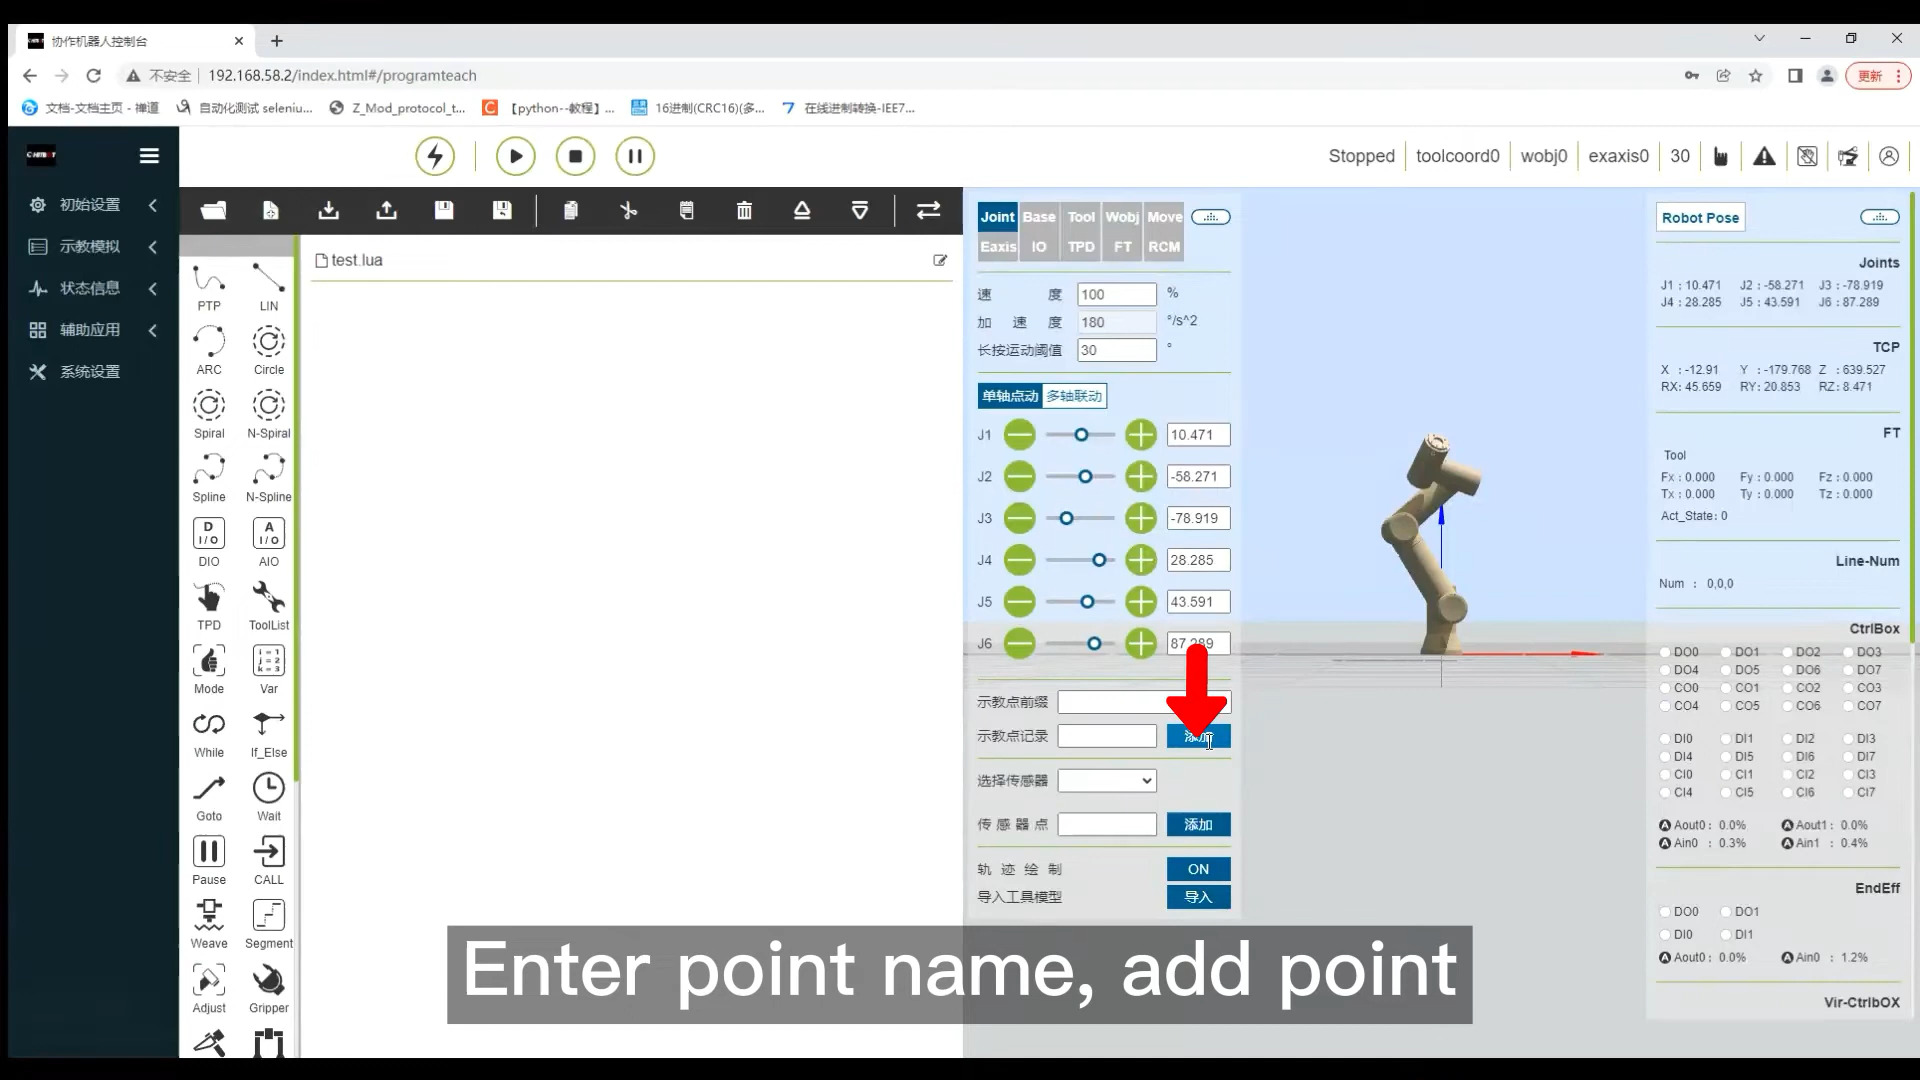 协作机器人控制台
不安全 192.168.58.2/index.html#/programteach
更新
文档-文档主页 - 禅道
自动化测试 seleniu...
Z_Mod_protocol_t...
【python--教程】...
16进制(CRC16)(多...
在线进制转换-IEE7...
Stopped
toolcoord0
wobj0
exaxis0
30
初始设置
示教模拟
状态信息
辅助应用
系统设置
PTP LIN
ARC Circle
Spiral N-Spiral
Spline N-Spline
D I/O A I/O
DIO AIO
TPD ToolList
i = 1 j = 2 k = 3
Mode Var
While If_Else
Goto Wait
Pause CALL
Weave Segment
Adjust Gripper
test.lua
Joint Base Tool Wobj Move
Eaxis IO TPD FT RCM
速度 100 %
加速度 180 °/s^2
长按运动阈值 30 °
单轴点动 多轴联动
J1 10.471
J2 -58.271
J3 -78.919
J4 28.285
J5 43.591
J6 87.289
示教点前缀
示教点记录 添加
选择传感器
传感器点 添加
轨迹绘制 ON
导入工具模型 导入
Robot Pose
Joints
J1 : 10.471 J2 : -58.271 J3 : -78.919
J4 : 28.285 J5 : 43.591 J6 : 87.289
TCP
X : -12.91 Y : -179.768 Z : 639.527
RX: 45.659 RY: 20.853 RZ: 8.471
FT
Tool
Fx : 0.000 Fy : 0.000 Fz : 0.000
Tx : 0.000 Ty : 0.000 Tz : 0.000
Act_State: 0
Line-Num
Num : 0,0,0
CtrlBox
DO0 DO1 DO2 DO3
DO4 DO5 DO6 DO7
CO0 CO1 CO2 CO3
CO4 CO5 CO6 CO7
DI0 DI1 DI2 DI3
DI4 DI5 DI6 DI7
CI0 CI1 CI2 CI3
CI4 CI5 CI6 CI7
Aout0 : 0.0% Aout1 : 0.0%
Ain0 : 0.3% Ain1 : 0.4%
EndEff
DO0 DO1
DI0 DI1
Aout0 : 0.0% Ain0 : 1.2%
Vir-CtrlbOX
Enter point name, add point